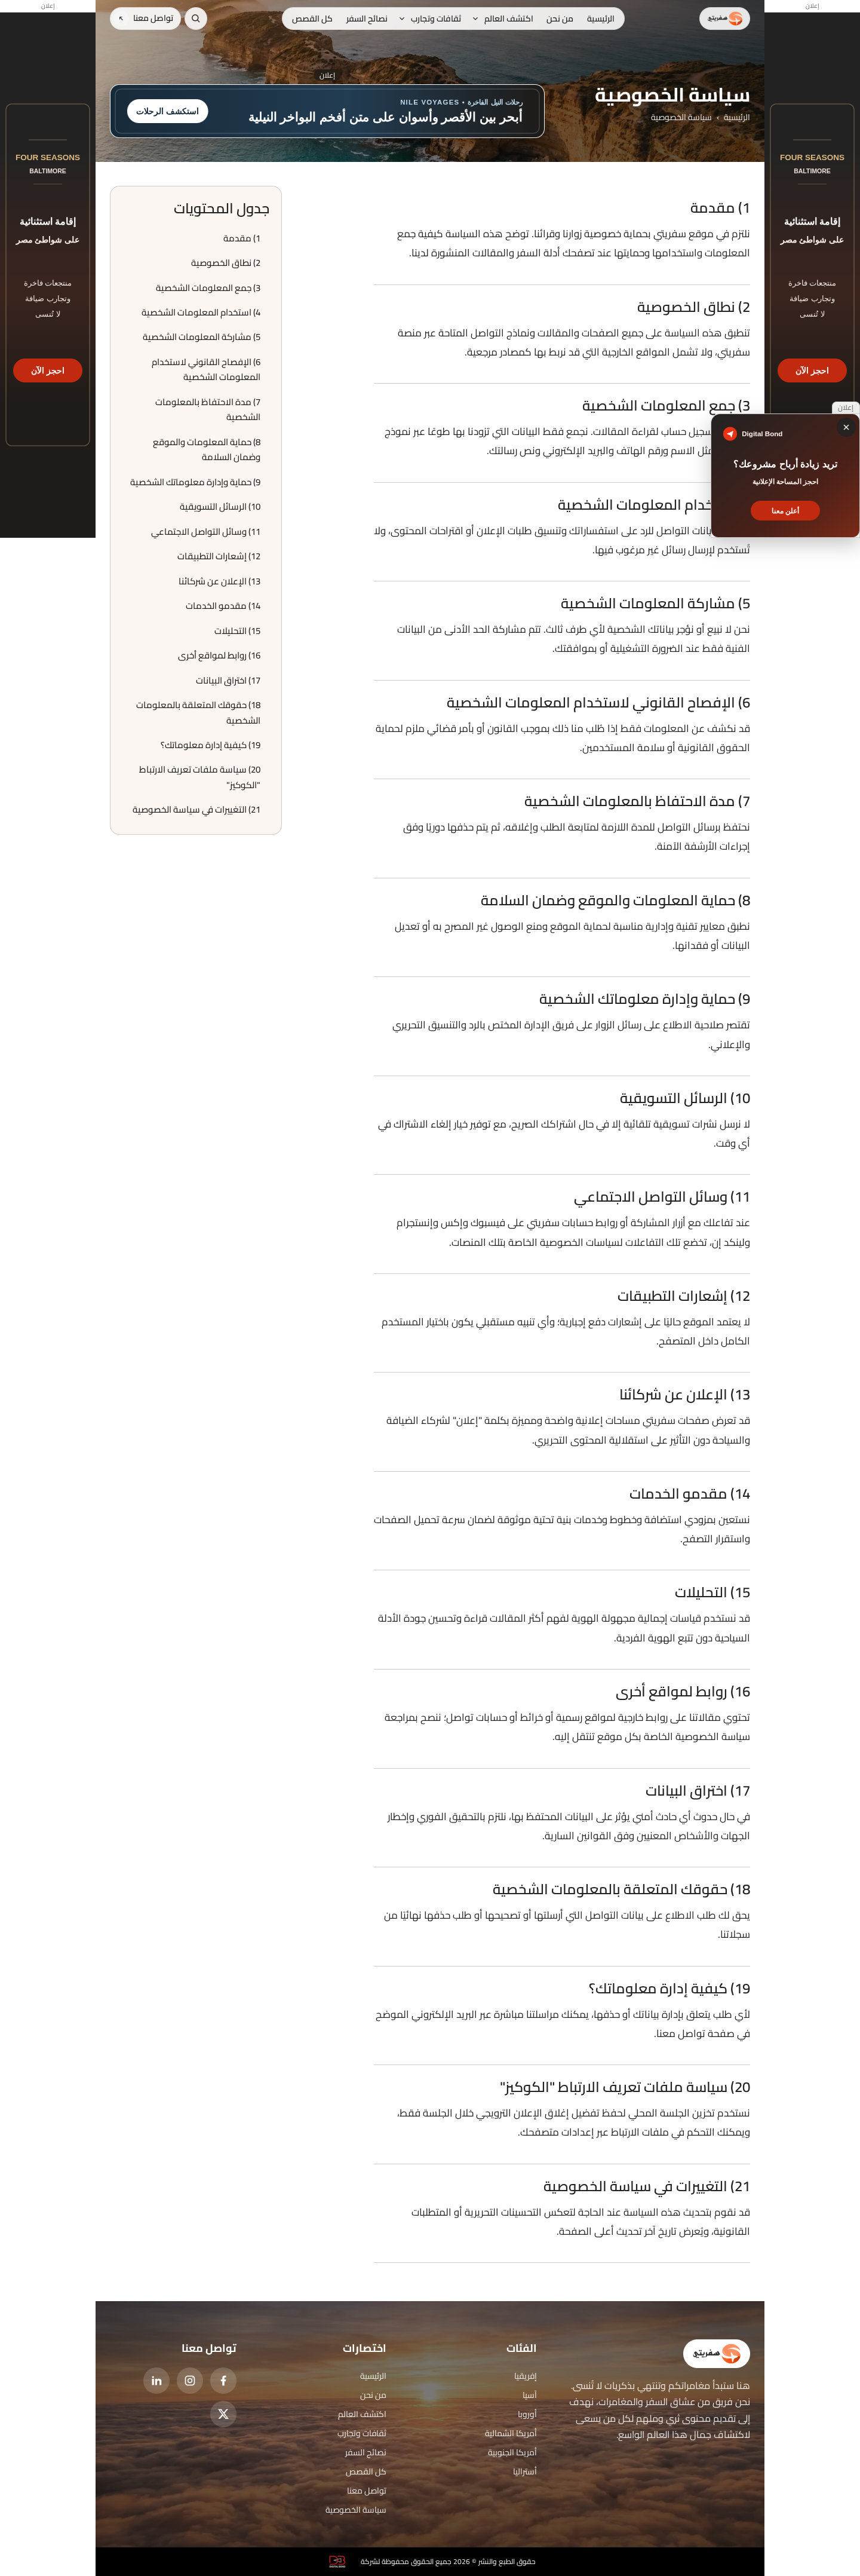 إعلان
إعلان
سفريتي
الرئيسية
من نحن
اكتشف العالم
ثقافات وتجارب
نصائح السفر
كل القصص
تواصل معنا
سياسة الخصوصية
الرئيسية › سياسة الخصوصية
إعلان
رحلات النيل الفاخرة • NILE VOYAGES
أبحر بين الأقصر وأسوان على متن أفخم البواخر النيلية
استكشف الرحلات
FOUR SEASONS
BALTIMORE
إقامة استثنائية
على شواطئ مصر
منتجعات فاخرة
وتجارب ضيافة
لا تُنسى
احجز الآن
FOUR SEASONS
BALTIMORE
إقامة استثنائية
على شواطئ مصر
منتجعات فاخرة
وتجارب ضيافة
لا تُنسى
احجز الآن
إعلان
Digital Bond
تريد زيادة أرباح مشروعك؟
احجز المساحة الإعلانية
أعلن معنا
1) مقدمة
نلتزم في موقع سفريتي بحماية خصوصية زوارنا وقرائنا. توضح هذه السياسة كيفية جمع
المعلومات واستخدامها وحمايتها عند تصفحك أدلة السفر والمقالات المنشورة لدينا.
2) نطاق الخصوصية
تنطبق هذه السياسة على جميع الصفحات والمقالات ونماذج التواصل المتاحة عبر منصة
سفريتي، ولا تشمل المواقع الخارجية التي قد نربط بها كمصادر مرجعية.
3) جمع المعلومات الشخصية
سجيل حساب لقراءة المقالات. نجمع فقط البيانات التي تزودنا بها طوعًا عبر نموذج
مثل الاسم ورقم الهاتف والبريد الإلكتروني ونص رسالتك.
خدام المعلومات الشخصية
بيانات التواصل للرد على استفساراتك وتنسيق طلبات الإعلان أو اقتراحات المحتوى، ولا
تُستخدم لإرسال رسائل غير مرغوب فيها.
5) مشاركة المعلومات الشخصية
نحن لا نبيع أو نؤجر بياناتك الشخصية لأي طرف ثالث. تتم مشاركة الحد الأدنى من البيانات
الفنية فقط عند الضرورة التشغيلية أو بموافقتك.
6) الإفصاح القانوني لاستخدام المعلومات الشخصية
قد نكشف عن المعلومات فقط إذا طُلب منا ذلك بموجب القانون أو بأمر قضائي ملزم لحماية
الحقوق القانونية أو سلامة المستخدمين.
7) مدة الاحتفاظ بالمعلومات الشخصية
نحتفظ برسائل التواصل للمدة اللازمة لمتابعة الطلب وإغلاقه، ثم يتم حذفها دوريًا وفق
إجراءات الأرشفة الآمنة.
8) حماية المعلومات والموقع وضمان السلامة
نطبق معايير تقنية وإدارية مناسبة لحماية الموقع ومنع الوصول غير المصرح به أو تعديل
البيانات أو فقدانها.
9) حماية وإدارة معلوماتك الشخصية
تقتصر صلاحية الاطلاع على رسائل الزوار على فريق الإدارة المختص بالرد والتنسيق التحريري
والإعلاني.
10) الرسائل التسويقية
لا نرسل نشرات تسويقية تلقائية إلا في حال اشتراكك الصريح، مع توفير خيار إلغاء الاشتراك في
أي وقت.
11) وسائل التواصل الاجتماعي
عند تفاعلك مع أزرار المشاركة أو روابط حسابات سفريتي على فيسبوك وإكس وإنستجرام
ولينكد إن، تخضع تلك التفاعلات لسياسات الخصوصية الخاصة بتلك المنصات.
12) إشعارات التطبيقات
لا يعتمد الموقع حاليًا على إشعارات دفع إجبارية؛ وأي تنبيه مستقبلي يكون باختيار المستخدم
الكامل داخل المتصفح.
13) الإعلان عن شركائنا
قد تعرض صفحات سفريتي مساحات إعلانية واضحة ومميزة بكلمة "إعلان" لشركاء الضيافة
والسياحة دون التأثير على استقلالية المحتوى التحريري.
14) مقدمو الخدمات
نستعين بمزودي استضافة وخطوط وخدمات بنية تحتية موثوقة لضمان سرعة تحميل الصفحات
واستقرار التصفح.
15) التحليلات
قد نستخدم قياسات إجمالية مجهولة الهوية لفهم أكثر المقالات قراءة وتحسين جودة الأدلة
السياحية دون تتبع الهوية الفردية.
16) روابط لمواقع أخرى
تحتوي مقالاتنا على روابط خارجية لمواقع رسمية أو خرائط أو حسابات تواصل؛ ننصح بمراجعة
سياسة الخصوصية الخاصة بكل موقع تنتقل إليه.
17) اختراق البيانات
في حال حدوث أي حادث أمني يؤثر على البيانات المحتفظ بها، نلتزم بالتحقيق الفوري وإخطار
الجهات والأشخاص المعنيين وفق القوانين السارية.
18) حقوقك المتعلقة بالمعلومات الشخصية
يحق لك طلب الاطلاع على بيانات التواصل التي أرسلتها أو تصحيحها أو طلب حذفها نهائيًا من
سجلاتنا.
19) كيفية إدارة معلوماتك؟
لأي طلب يتعلق بإدارة بياناتك أو حذفها، يمكنك مراسلتنا مباشرة عبر البريد الإلكتروني الموضح
في صفحة تواصل معنا.
20) سياسة ملفات تعريف الارتباط "الكوكيز"
نستخدم تخزين الجلسة المحلي لحفظ تفضيل إغلاق الإعلان الترويجي خلال الجلسة فقط،
ويمكنك التحكم في ملفات الارتباط عبر إعدادات متصفحك.
21) التغييرات في سياسة الخصوصية
قد نقوم بتحديث هذه السياسة عند الحاجة لتعكس التحسينات التحريرية أو المتطلبات
القانونية، ويُعرض تاريخ آخر تحديث أعلى الصفحة.
جدول المحتويات
1) مقدمة
2) نطاق الخصوصية
3) جمع المعلومات الشخصية
4) استخدام المعلومات الشخصية
5) مشاركة المعلومات الشخصية
6) الإفصاح القانوني لاستخدام
المعلومات الشخصية
7) مدة الاحتفاظ بالمعلومات
الشخصية
8) حماية المعلومات والموقع
وضمان السلامة
9) حماية وإدارة معلوماتك الشخصية
10) الرسائل التسويقية
11) وسائل التواصل الاجتماعي
12) إشعارات التطبيقات
13) الإعلان عن شركائنا
14) مقدمو الخدمات
15) التحليلات
16) روابط لمواقع أخرى
17) اختراق البيانات
18) حقوقك المتعلقة بالمعلومات
الشخصية
19) كيفية إدارة معلوماتك؟
20) سياسة ملفات تعريف الارتباط
"الكوكيز"
21) التغييرات في سياسة الخصوصية
سفريتي
هنا ستبدأ مغامراتكم وتنتهي بذكريات لا تُنسى.
نحن فريق من عشاق السفر والمغامرات، نهدف
إلى تقديم محتوى ثري وملهم لكل من يسعى
لاكتشاف جمال هذا العالم الواسع.
الفئات
إفريقيا
آسيا
أوروبا
أمريكا الشمالية
أمريكا الجنوبية
أستراليا
اختصارات
الرئيسية
من نحن
اكتشف العالم
ثقافات وتجارب
نصائح السفر
كل القصص
تواصل معنا
سياسة الخصوصية
تواصل معنا
حقوق الطبع والنشر © 2026 جميع الحقوق محفوظة لشركة